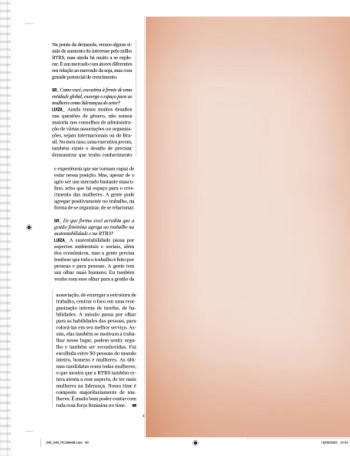 Na ponta da demanda, vemos alguns si-
nais de aumento do interesse pelo milho
RTRS, mas ainda há muito a se explo-
rar. É um mercado com atores diferentes
em relação ao mercado da soja, mas com
grande potencial de crescimento.
GR_ Como você, executiva à frente de uma
entidade global, enxerga o espaço para as
mulheres como lideranças do setor?
LUIZA_ Ainda temos muitos desafios
nas questões de gênero, não somos
maioria nos conselhos de administra-
ção de várias associações ou organiza-
ções, sejam internacionais ou do Bra-
sil. No meu caso, uma executiva jovem,
também existe o desafio de precisar
demonstrar que tenho conhecimento
e experiência que me tornam capaz de
estar nessa posição. Mas, apesar de o
agro ser um mercado bastante mascu-
lino, acho que há espaço para o cres-
cimento das mulheres. A gente pode
agregar positivamente no trabalho, na
forma de se organizar, de se relacionar.
GR_ De que forma você acredita que a
gestão feminina agrega ao trabalho na
sustentabilidade e na RTRS?
LUIZA_ A sustentabilidade passa por
aspectos ambientais e sociais, além
dos econômicos, mas a gente precisa
lembrar que todo o trabalho é feito por
pessoas e para pessoas. A gente tem
um olhar mais humano. Eu também
venho com esse olhar para a gestão da
associação, de enxergar a estrutura de
trabalho, centrar o foco em uma reor-
ganização interna de tarefas, de ha-
bilidades. A missão passa por olhar
para as habilidades das pessoas, para
colocá-las em seu melhor serviço. As-
sim, elas também se motivam a traba-
lhar nesse lugar, podem sentir orgu-
lho e também ser reconhecidas. Fui
escolhida entre 50 pessoas do mundo
inteiro, homens e mulheres. As últi-
mas candidatas eram todas mulheres,
o que mostra que a RTRS também es-
tava atenta a esse aspecto, de ter mais
mulheres na liderança. Nosso time é
composto majoritariamente de mu-
lheres. É muito bom poder contar com
toda essa força feminina no time.